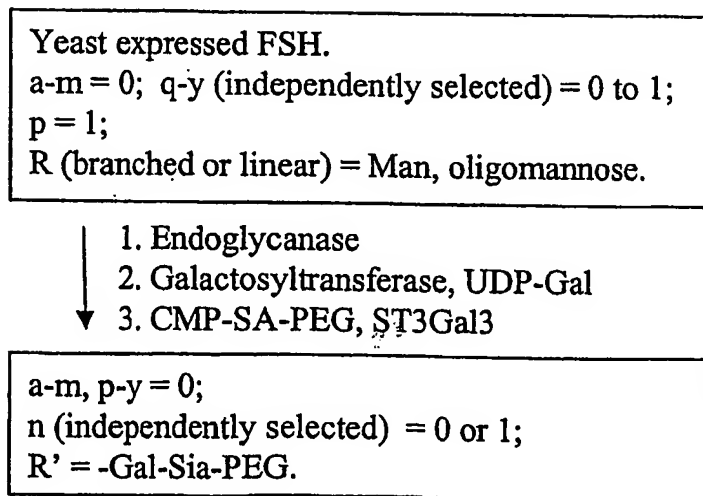 Yeast expressed FSH.
a-m = 0; q-y (independently selected) = 0 to 1;
p = 1;
R (branched or linear) = Man, oligomannose.
1. Endoglycanase
2. Galactosyltransferase, UDP-Gal
3. CMP-SA-PEG, ST3Gal3
a-m, p-y = 0;
n (independently selected) = 0 or 1;
R' = -Gal-Sia-PEG.